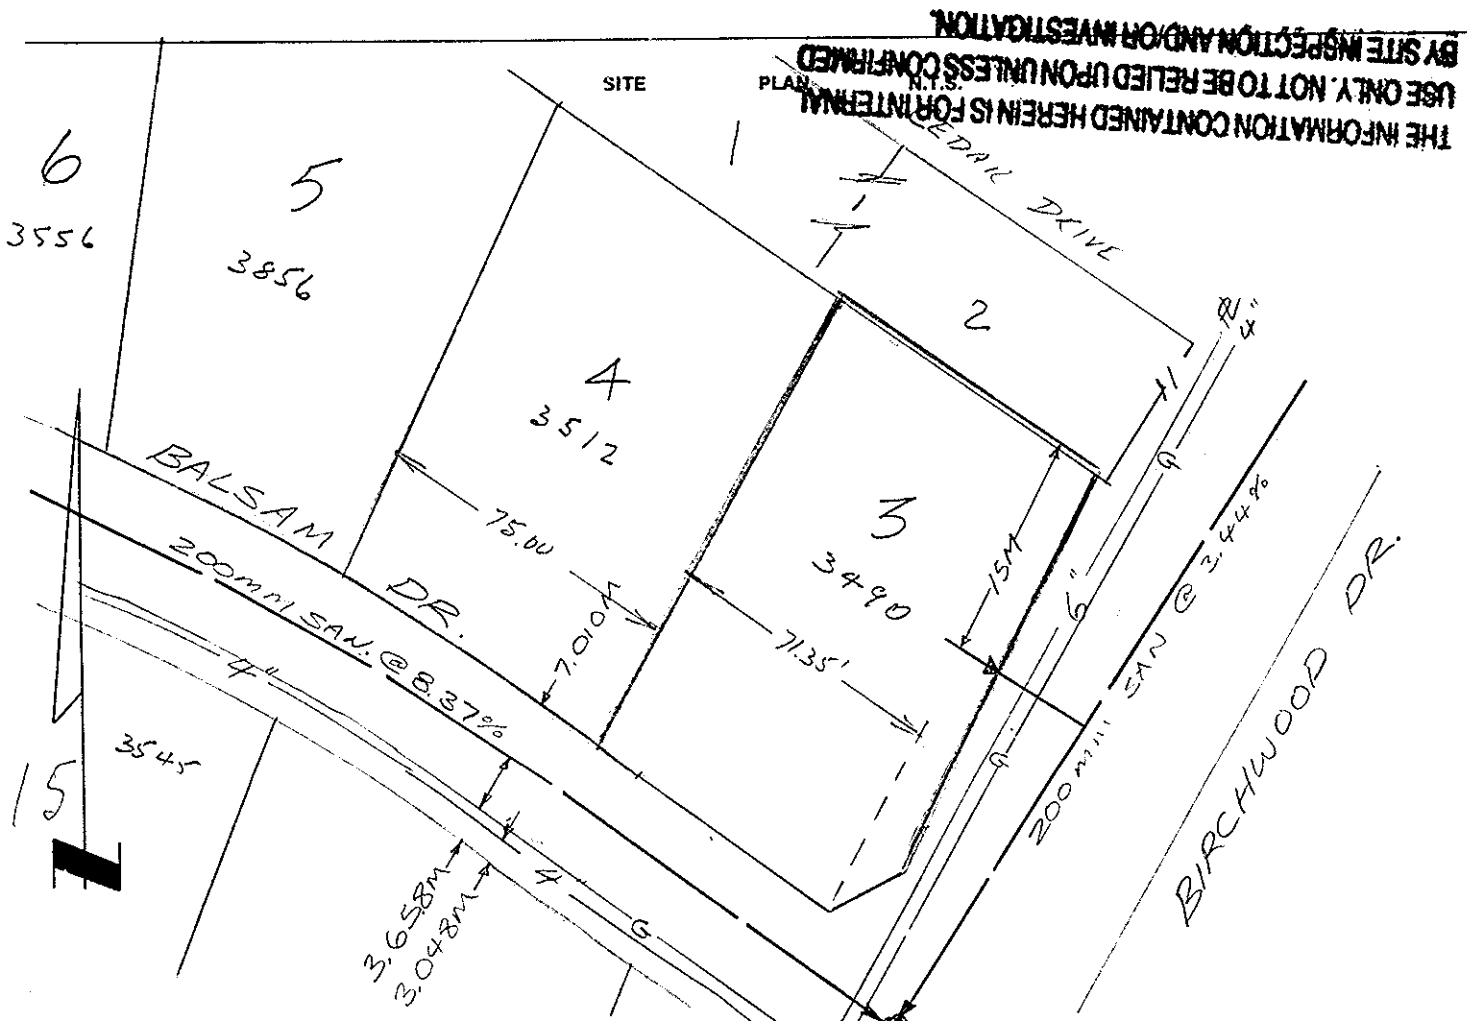 THE INFORMATION CONTAINED HEREIN IS FOR INTERNAL
USE ONLY. NOT TO BE RELIED UPON UNLESS CONFIRMED
BY SITE INSPECTION AND/OR INVESTIGATION.
SITE PLAN N.T.S.
CEDAR DRIVE
1
2
6
3556
5
3856
4
3512
3
3490
75.00
71.35'
15M
7.010M
BALSAM DR.
200mm SAN. @ 8.37%
4"
4"
G
3.658M
3.048M
15
3545
4"
6"
G
G
200mm SAN @ 3.44%
BIRCHWOOD DR.